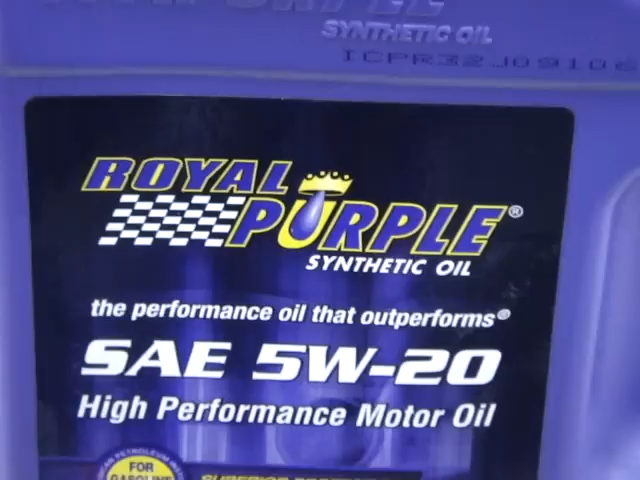 SYNTHETIC OIL
ROYAL
PURPLE®
SYNTHETIC OIL
the performance oil that outperforms®
SAE 5W-20
High Performance Motor Oil
FOR
GASOLINE